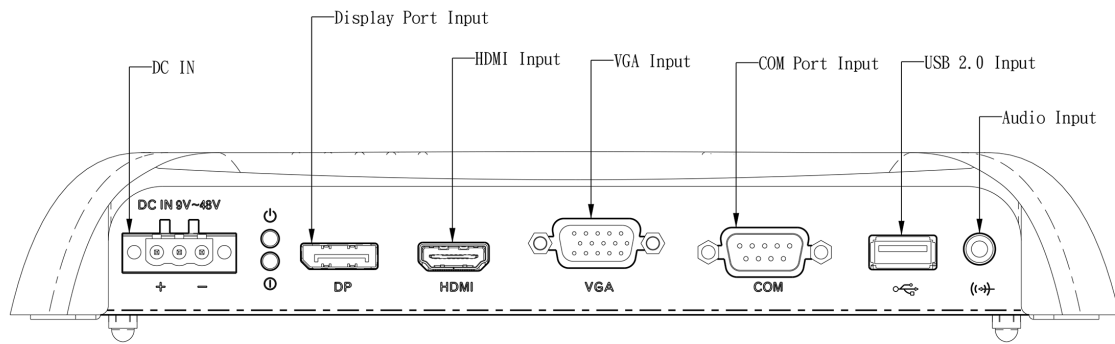 Display Port Input
HDMI Input
VGA Input
DC IN
COM Port Input
USB 2.0 Input
Audio Input
DC IN 9V~48V
+ −
DP
HDMI
VGA
COM